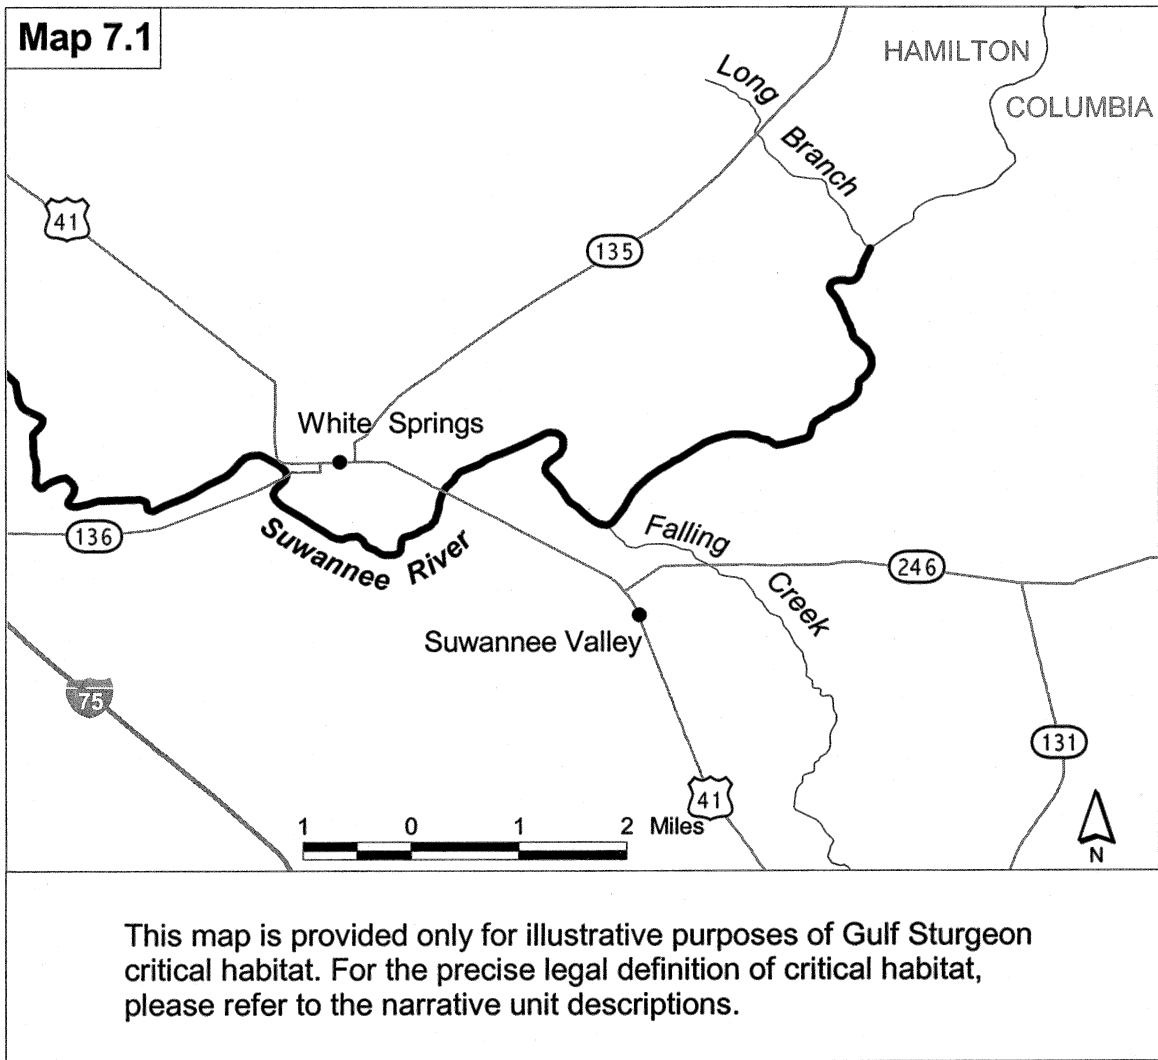 Map 7.1
HAMILTON
COLUMBIA
Long
Branch
41
135
White Springs
136
Suwannee River
Falling
Creek
246
Suwannee Valley
75
131
41
1 0 1 2 Miles
N
This map is provided only for illustrative purposes of Gulf Sturgeon
critical habitat. For the precise legal definition of critical habitat,
please refer to the narrative unit descriptions.